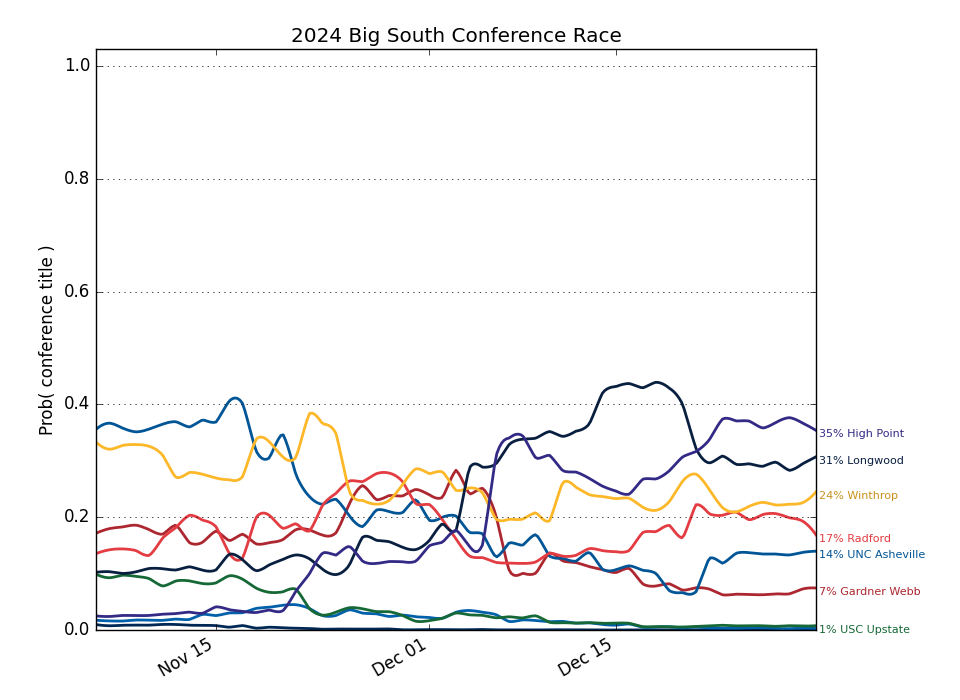 2024 Big South Conference Race
Prob( conference title )
1.0
0.8
0.6
0.4
0.2
0.0
Nov 15
Dec 01
Dec 15
35% High Point
31% Longwood
24% Winthrop
17% Radford
14% UNC Asheville
7% Gardner Webb
1% USC Upstate